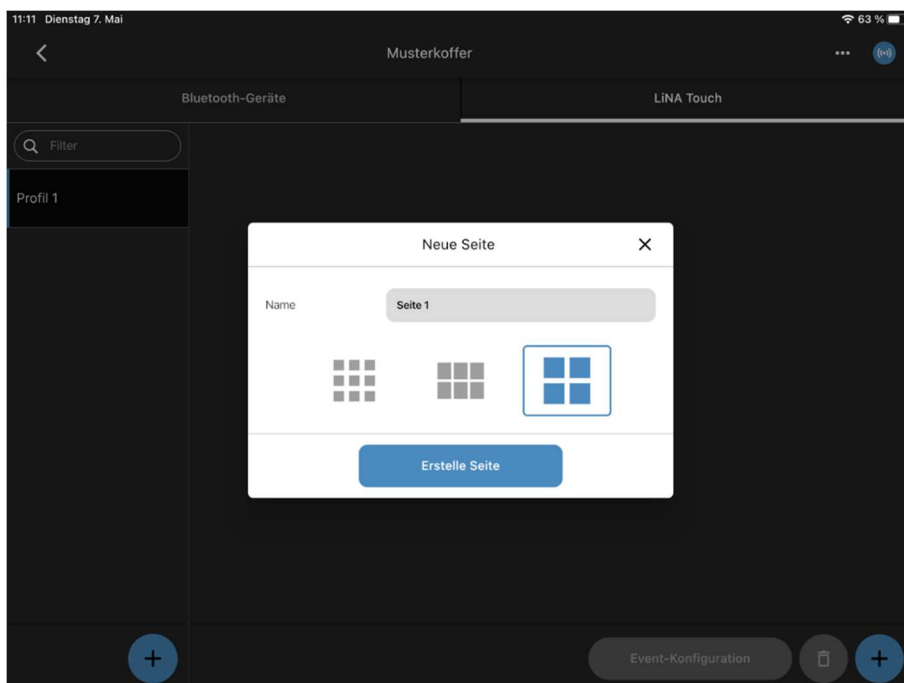 11:11 Dienstag 7. Mai 63 %
Musterkoffer
Bluetooth-Geräte LiNA Touch
Filter
Profil 1
Neue Seite
Name Seite 1
Erstelle Seite
Event-Konfiguration